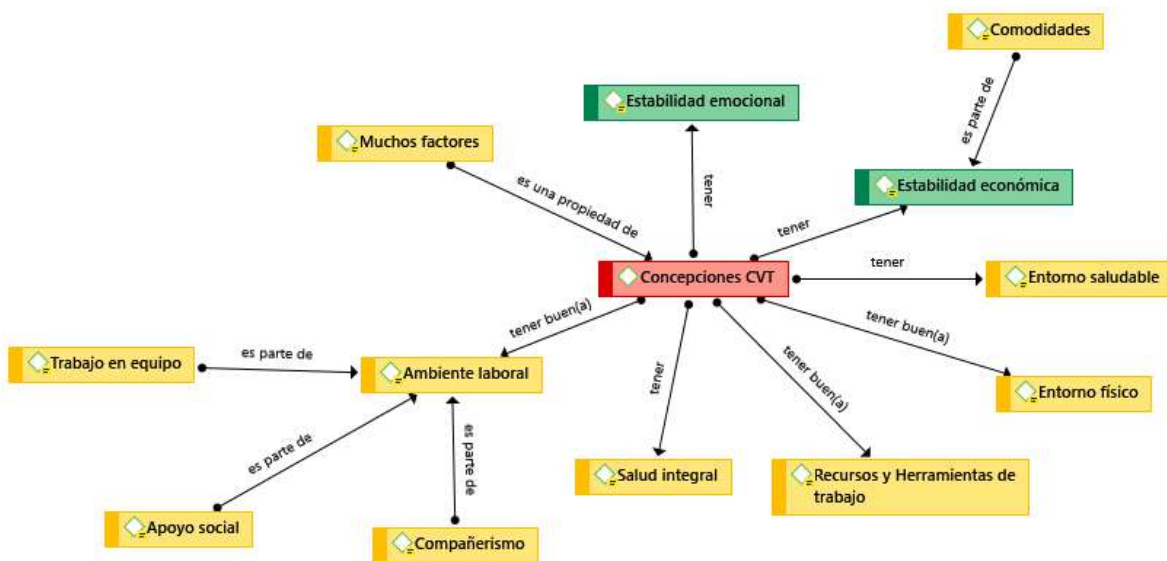 Comodidades
Estabilidad emocional
es parte de
Muchos factores
Estabilidad económica
es una propiedad de
tener
tener
Concepciones CVT
tener
Entorno saludable
tener buen(a)
tener buen(a)
Trabajo en equipo
es parte de
Ambiente laboral
tener
tener buen(a)
Entorno físico
es parte de
es parte de
Salud integral
Recursos y Herramientas de
trabajo
Apoyo social
Compañerismo